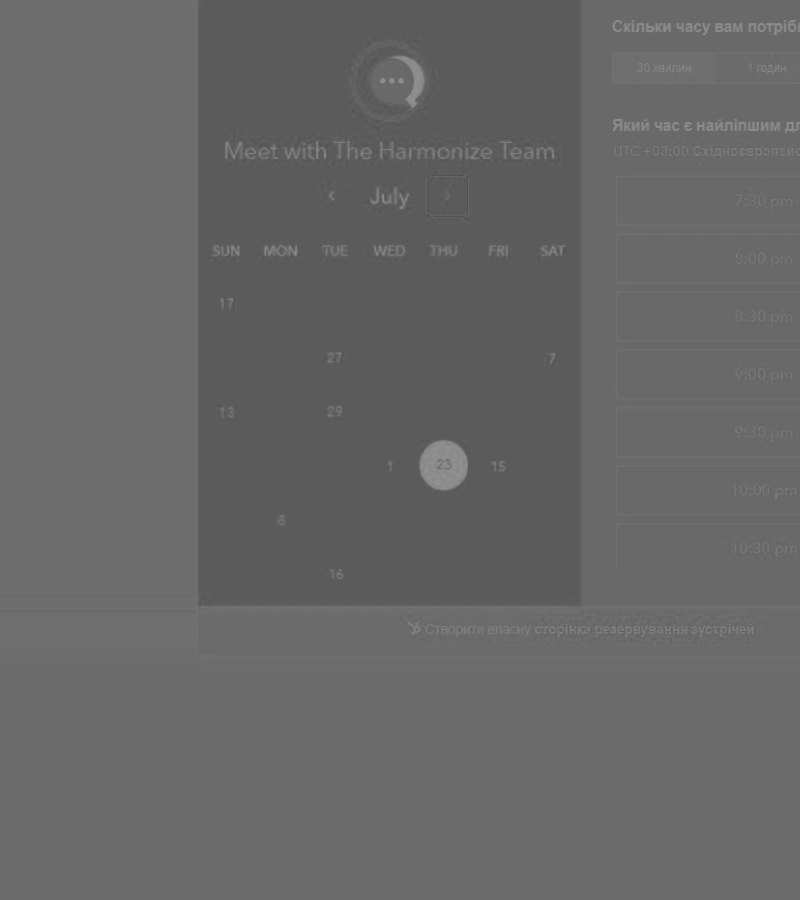 Meet with The Harmonize Team
July
SUN MON TUE WED THU FRI SAT
17
27 7
13 29
1 23 15
8
16
Скільки часу вам
30 хвилин 1 годин
Який час є найліпшим
UTC +03:00
7:30 pm
8:00 pm
8:30 pm
9:00 pm
9:30 pm
10:00 pm
10:30 pm
Створити власну сторінка резервування зустрічей